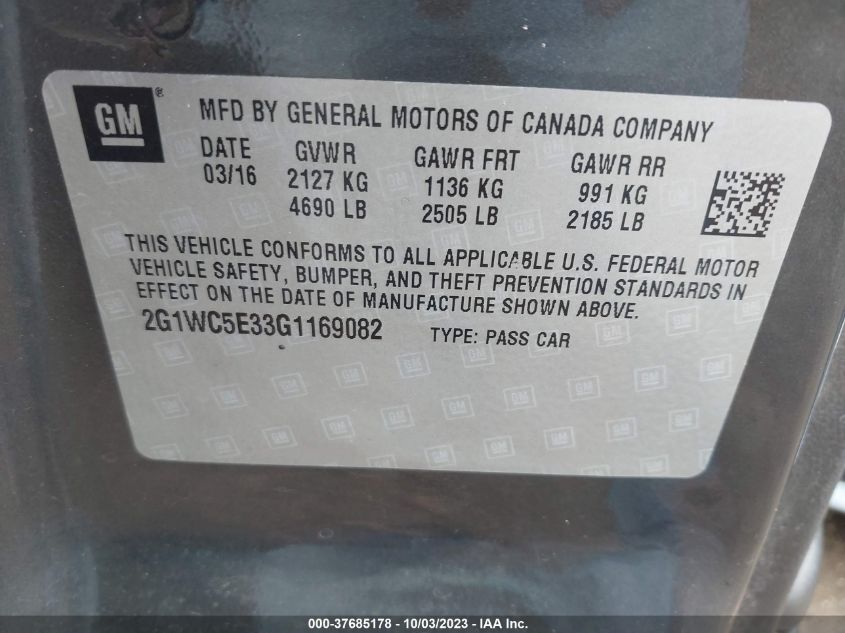 GM®
MFD BY GENERAL MOTORS OF CANADA COMPANY
DATE GVWR GAWR FRT GAWR RR
03/16 2127 KG 1136 KG 991 KG
4690 LB 2505 LB 2185 LB
THIS VEHICLE CONFORMS TO ALL APPLICABLE U.S. FEDERAL MOTOR
VEHICLE SAFETY, BUMPER, AND THEFT PREVENTION STANDARDS IN
EFFECT ON THE DATE OF MANUFACTURE SHOWN ABOVE.
2G1WC5E33G1169082 TYPE: PASS CAR
000-37685178 - 10/03/2023 - IAA Inc.